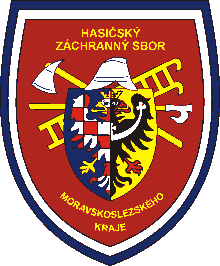 HASIČSKÝ
ZÁCHRANNÝ SBOR
MORAVSKOSLEZSKÉHO
KRAJE